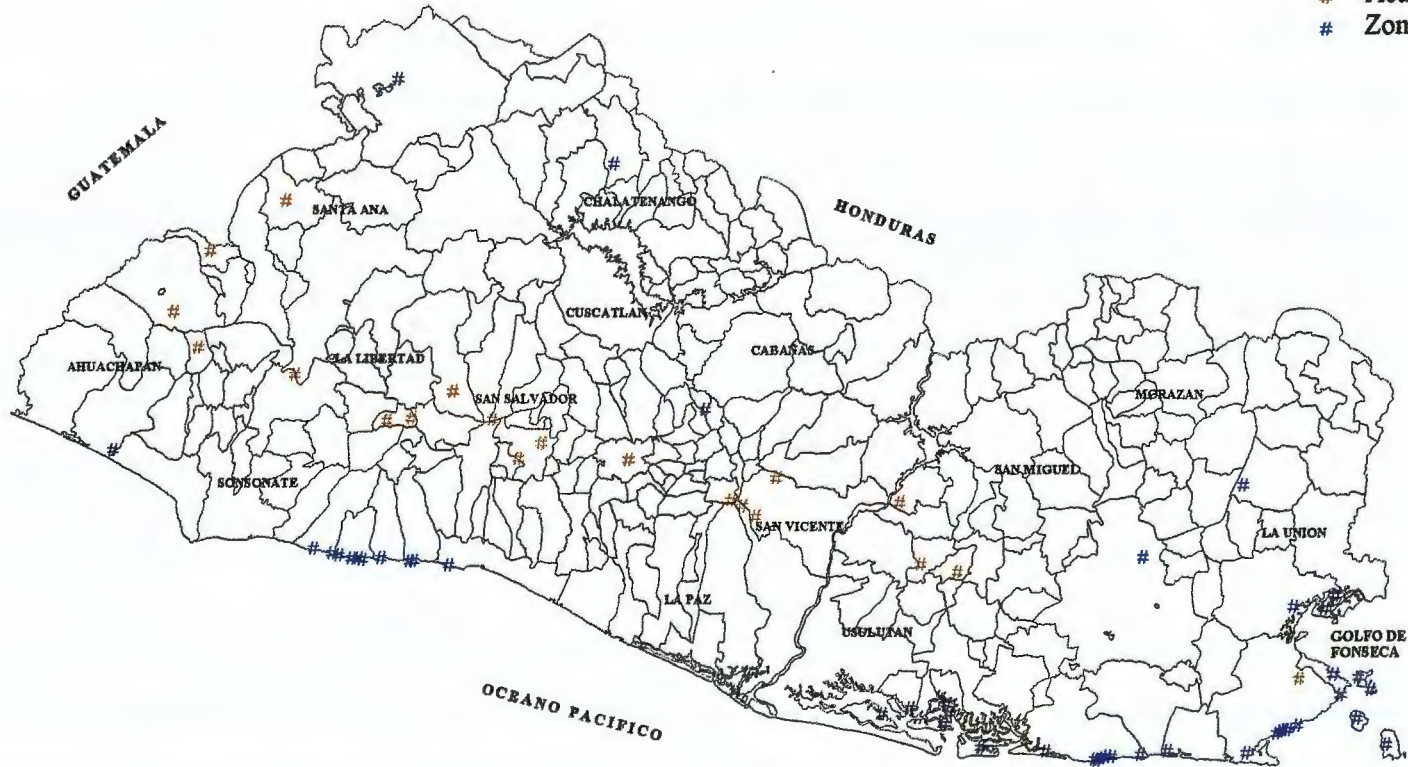 # Zon
GUATEMALA
SANTA ANA
CHALATENANGO
HONDURAS
CUSCATLAN
CABAÑAS
LA LIBERTAD
AHUACHAPAN
SAN SALVADOR
MORAZAN
SAN MIGUEL
SONSONATE
SAN VICENTE
LA UNION
LA PAZ
USULUTAN
GOLFO DE
FONSECA
OCEANO PACIFICO